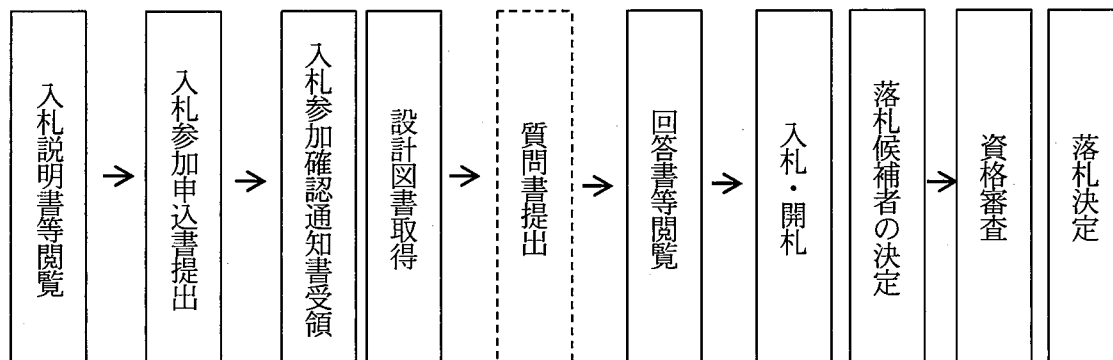 入札説明書等閲覧
入札参加申込書提出
入札参加確認通知書受領
設計図書取得
質問書提出
回答書等閲覧
入札・開札
落札候補者の決定
資格審査
落札決定